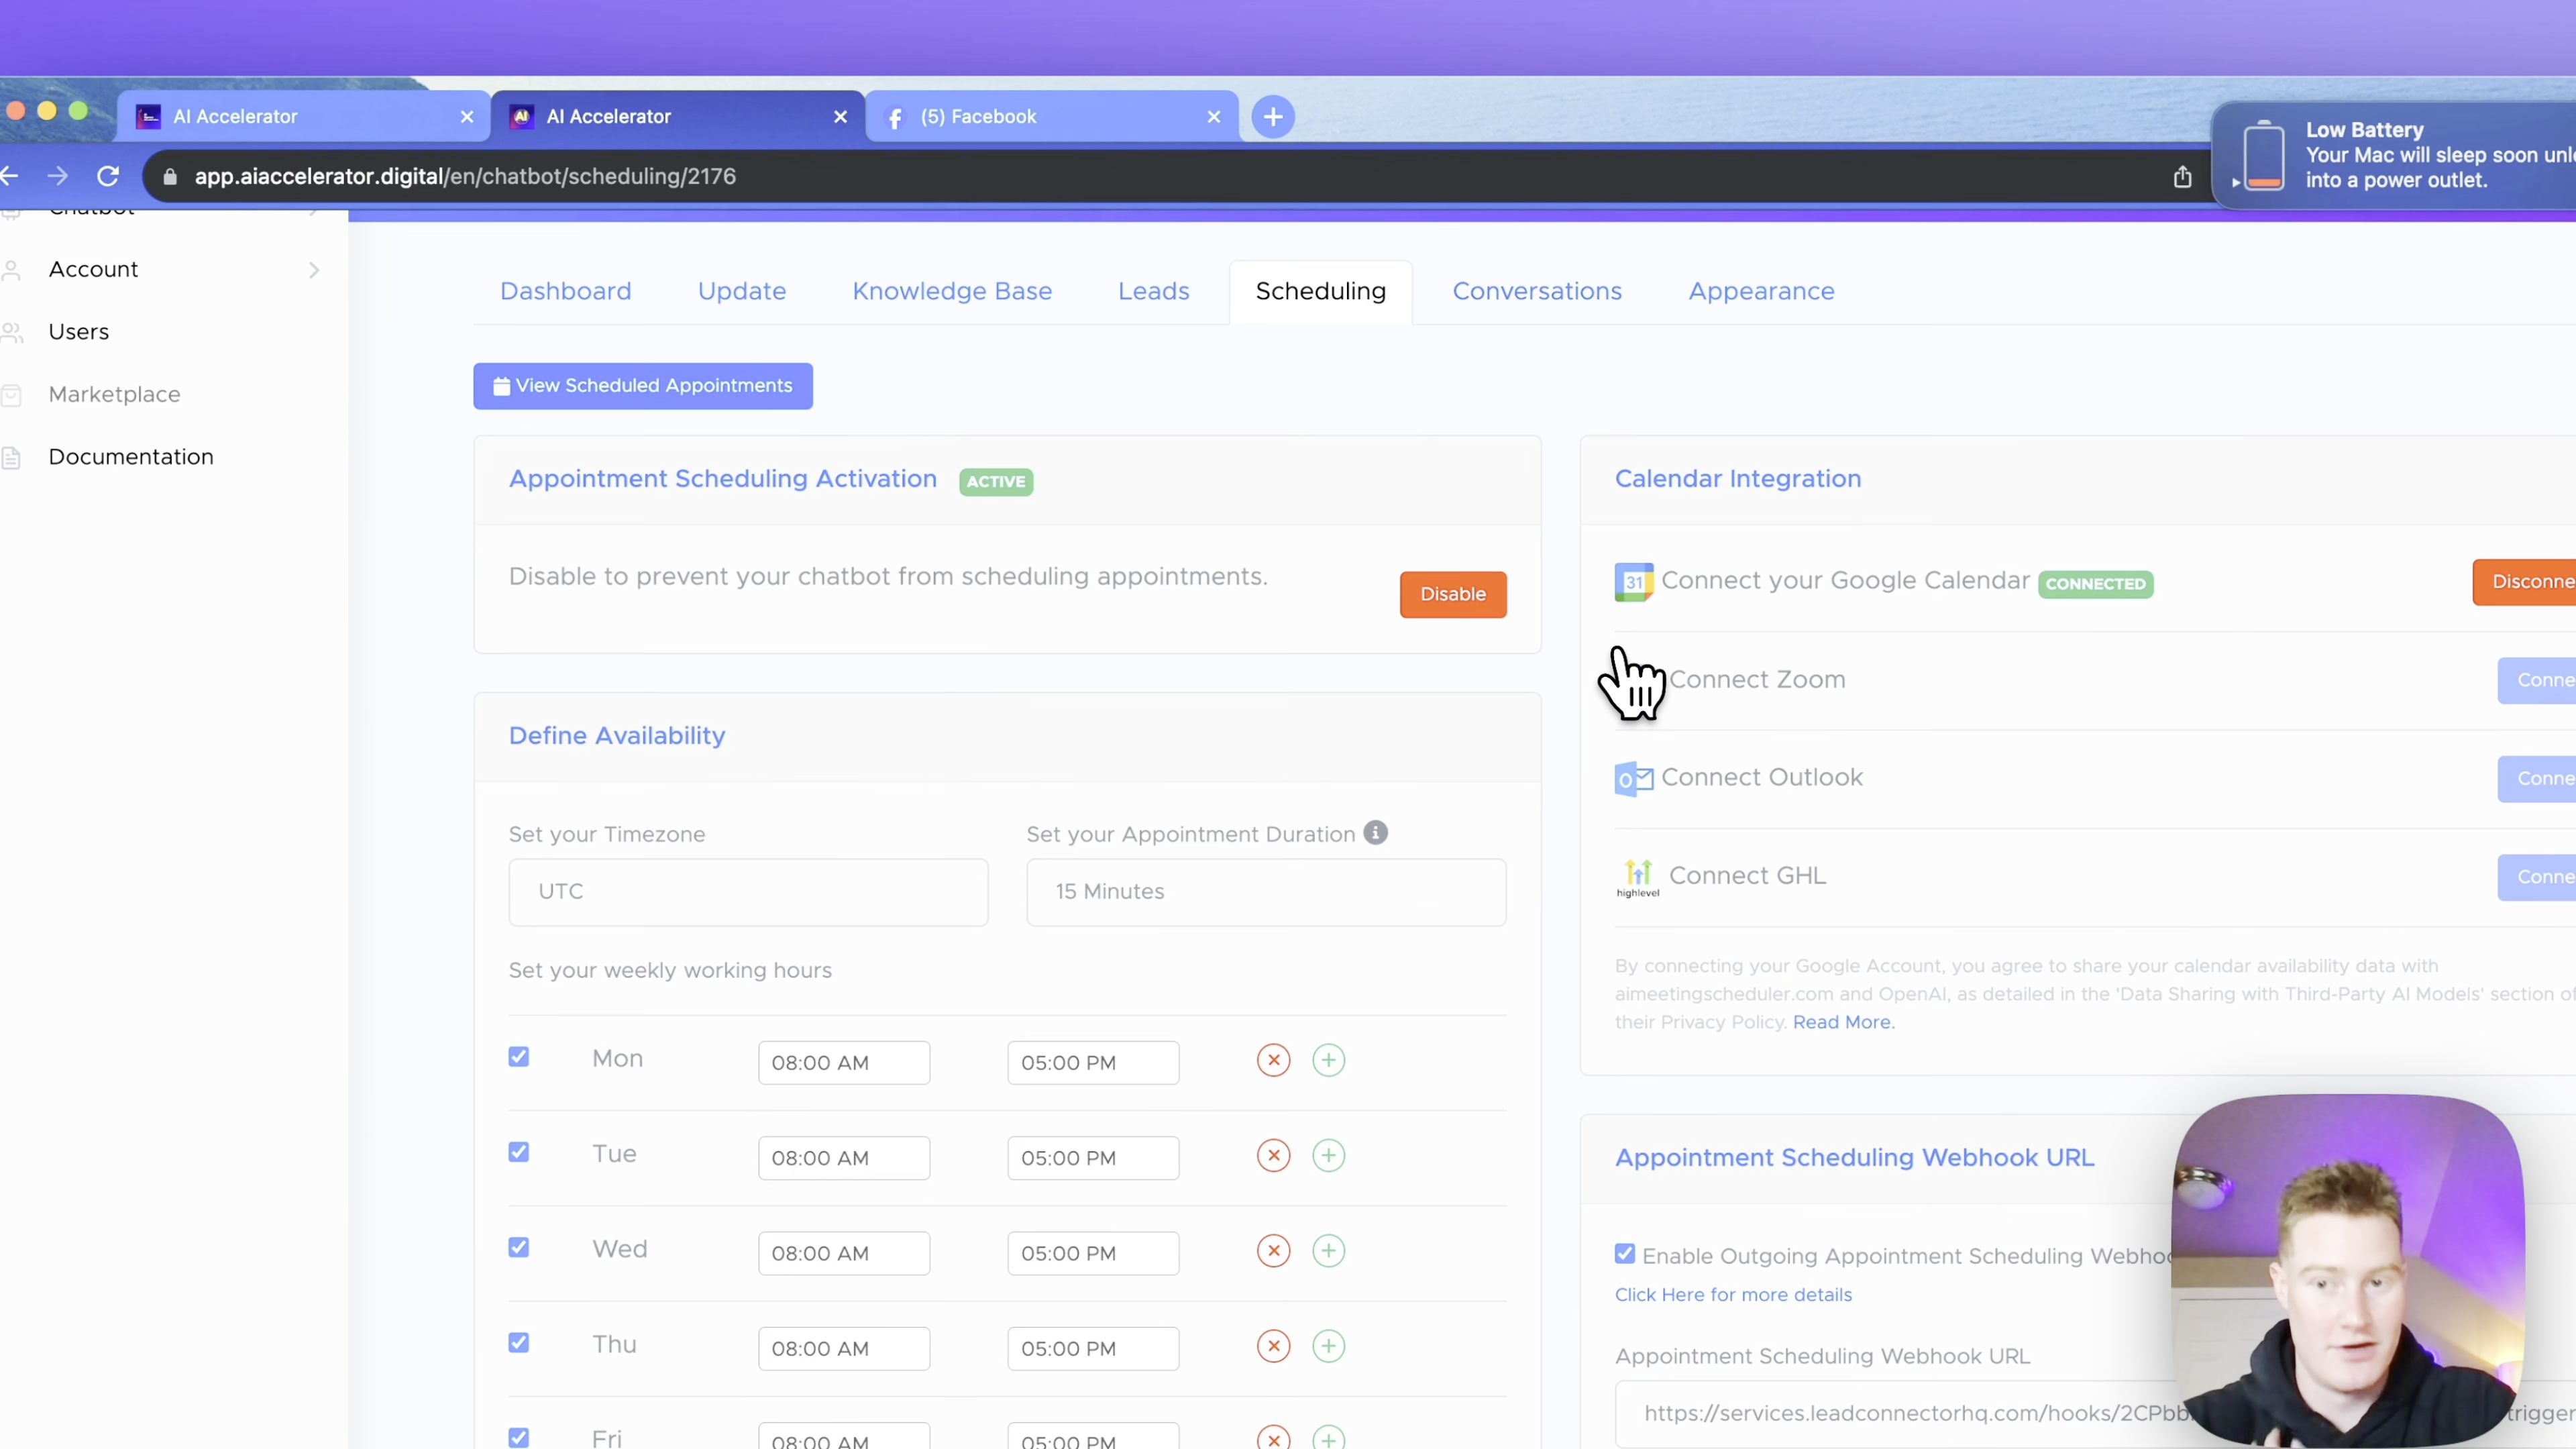 AI Accelerator
AI Accelerator
(5) Facebook
Low Battery
Your Mac will sleep soon
into a power outlet.
app.aiaccelerator.digital/en/chatbot/scheduling/2176
Chatbot
Account
Users
Marketplace
Documentation
Dashboard
Update
Knowledge Base
Leads
Scheduling
Conversations
Appearance
View Scheduled Appointments
Appointment Scheduling Activation ACTIVE
Disable to prevent your chatbot from scheduling appointments.
Disable
Define Availability
Set your Timezone
Set your Appointment Duration
UTC
15 Minutes
Set your weekly working hours
Mon 08:00 AM 05:00 PM
Tue 08:00 AM 05:00 PM
Wed 08:00 AM 05:00 PM
Thu 08:00 AM 05:00 PM
Fri 08:00 AM 05:00 PM
Calendar Integration
31 Connect your Google Calendar CONNECTED
Disconne
Connect Zoom
Conne
Connect Outlook
Conne
highlevel Connect GHL
Conne
By connecting your Google Account, you agree to share your calendar availability data with
aimeetingscheduler.com and OpenAI, as detailed in the 'Data Sharing with Third-Party AI Models' section of
their Privacy Policy. Read More.
Appointment Scheduling Webhook URL
Enable Outgoing Appointment Scheduling Webhoo
Click Here for more details
Appointment Scheduling Webhook URL
https://services.leadconnectorhq.com/hooks/2CPbb
trigger